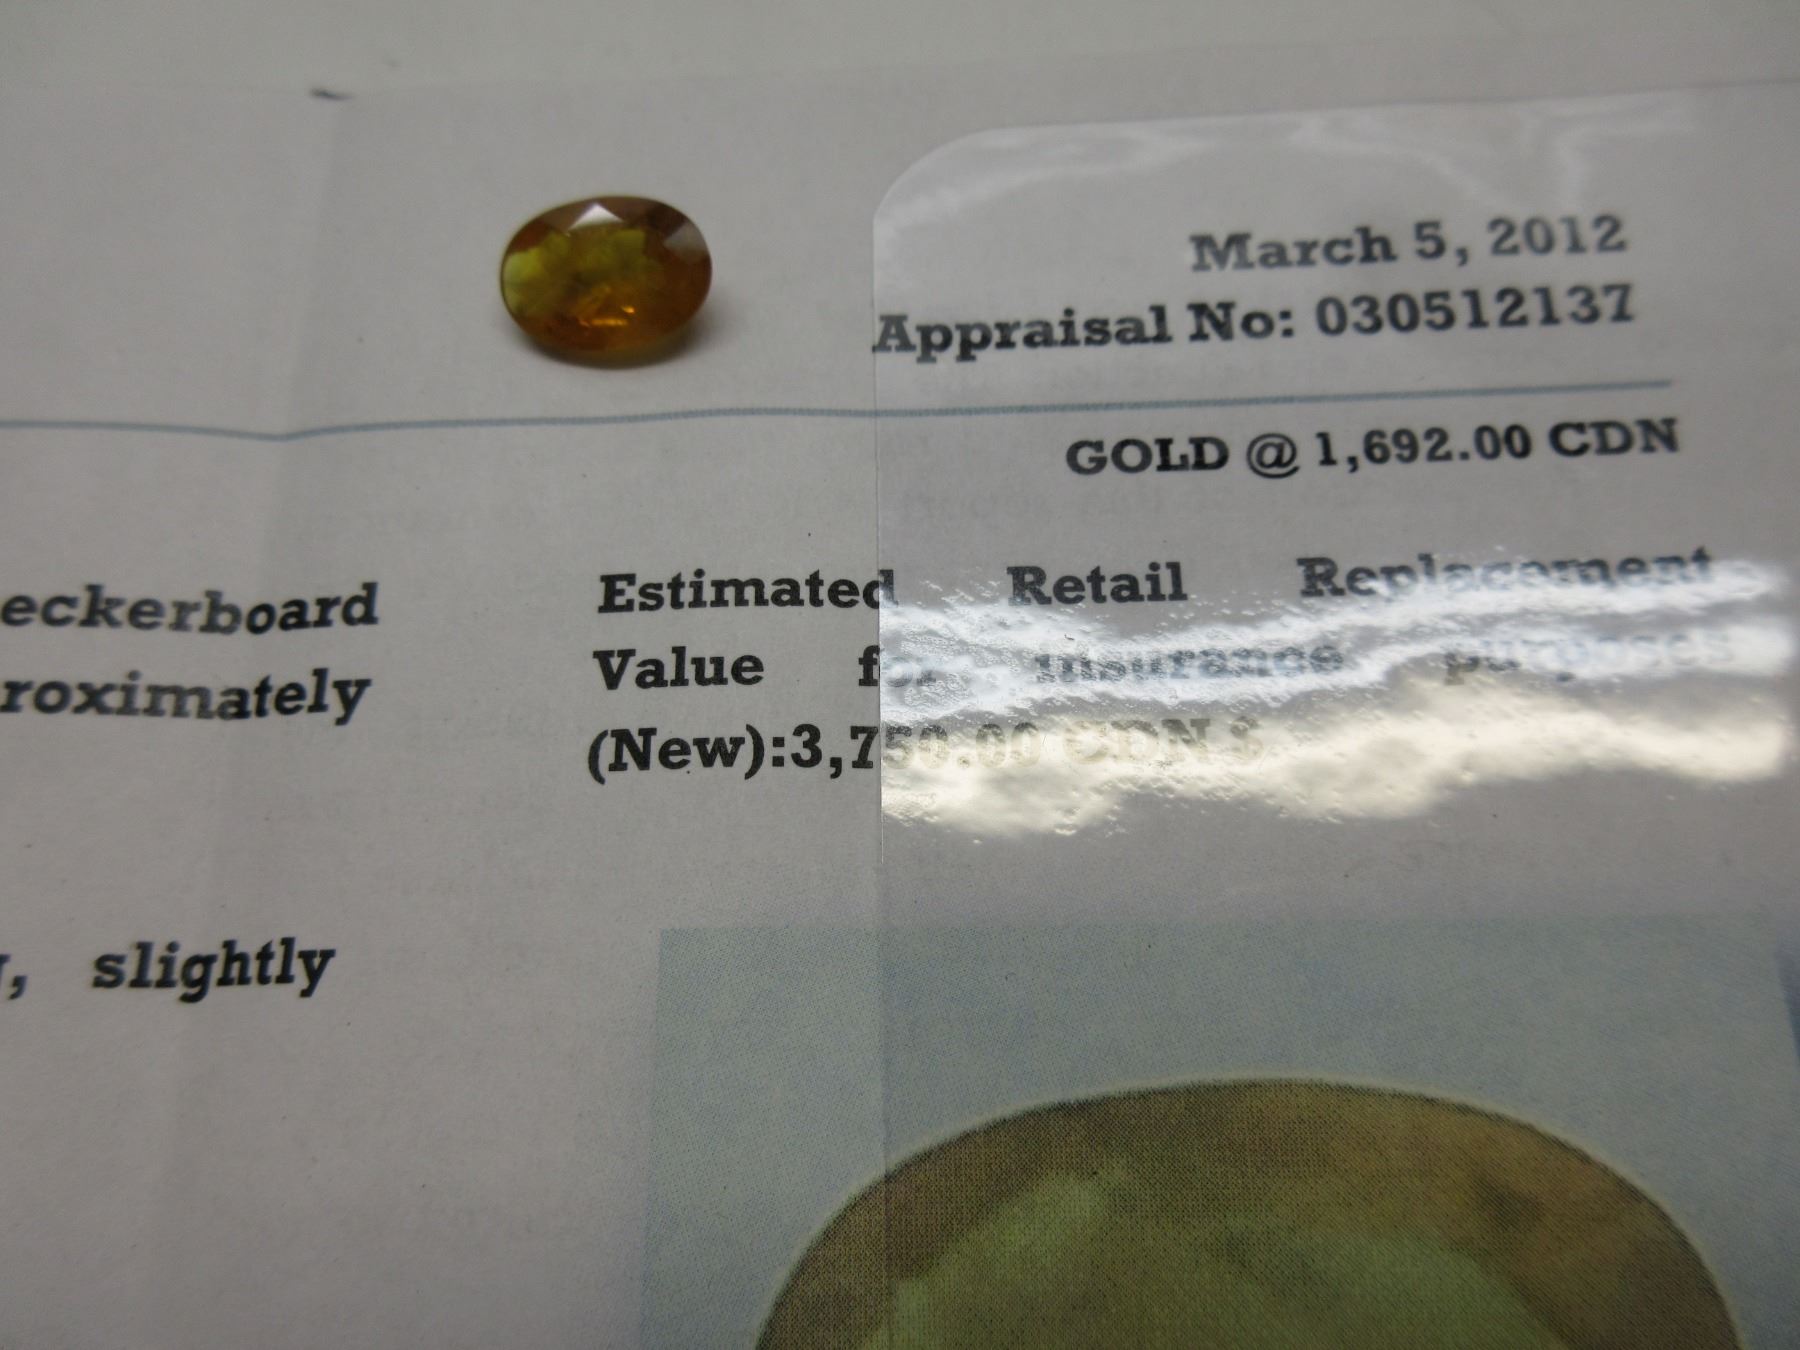 March 5, 2012
Appraisal No: 030512137
GOLD @ 1,692.00 CDN
eckerboard
roximately
, slightly
Estimated Retail Replacement
Value for insurance purposes
(New):3,750.00 CDN $